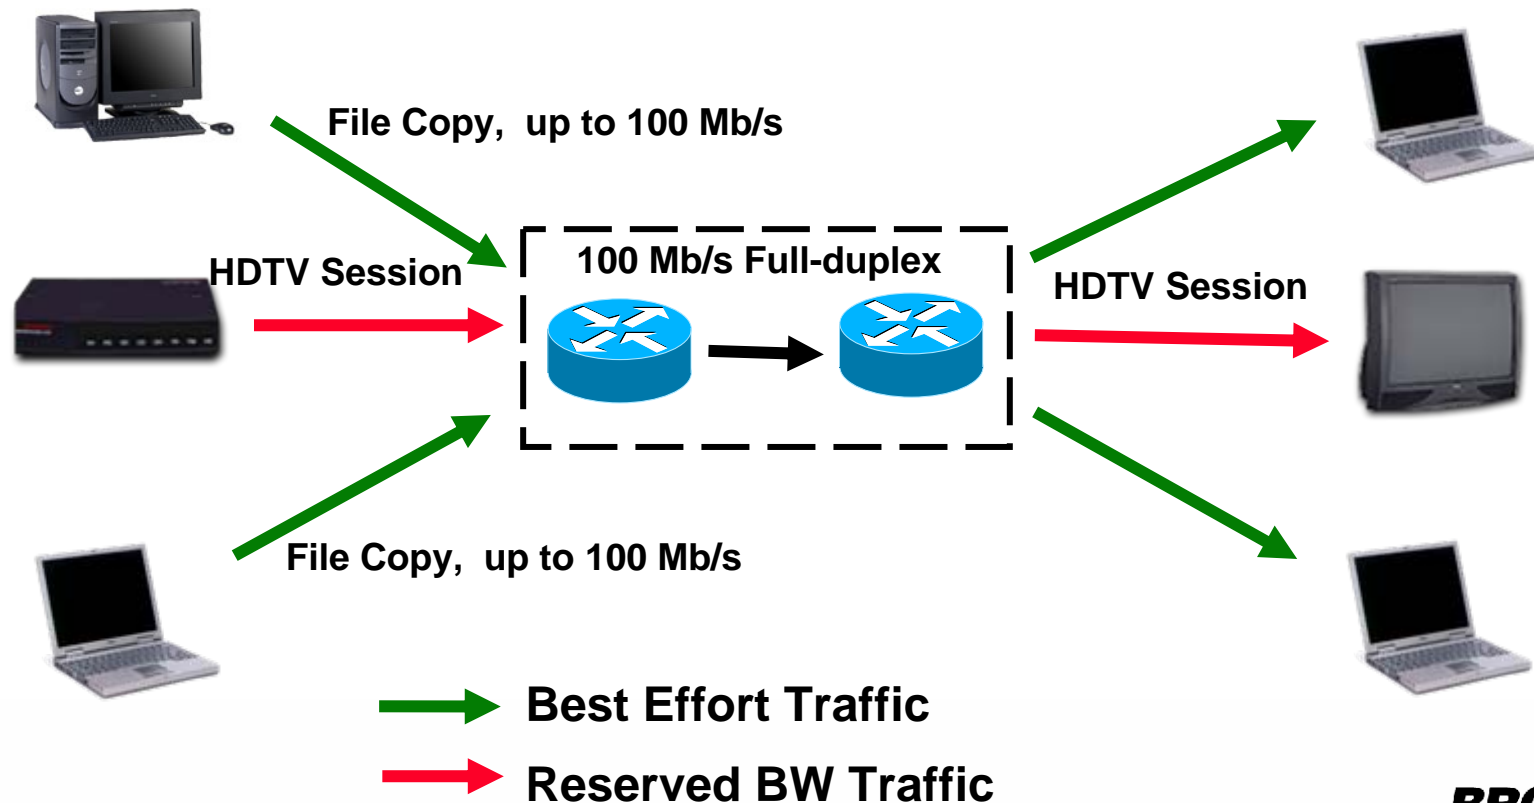 File Copy, up to 100 Mb/s
100 Mb/s Full-duplex
HDTV Session
HDTV Session
File Copy, up to 100 Mb/s
Best Effort Traffic
Reserved BW Traffic